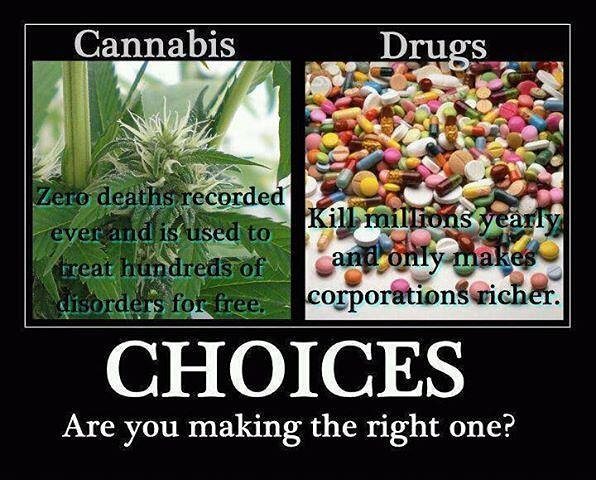 Cannabis
Drugs
Zero deaths recorded
ever and is used to
treat hundreds of
disorders for free.
Kill millions yearly
and only makes
corporations richer.
CHOICES
Are you making the right one?